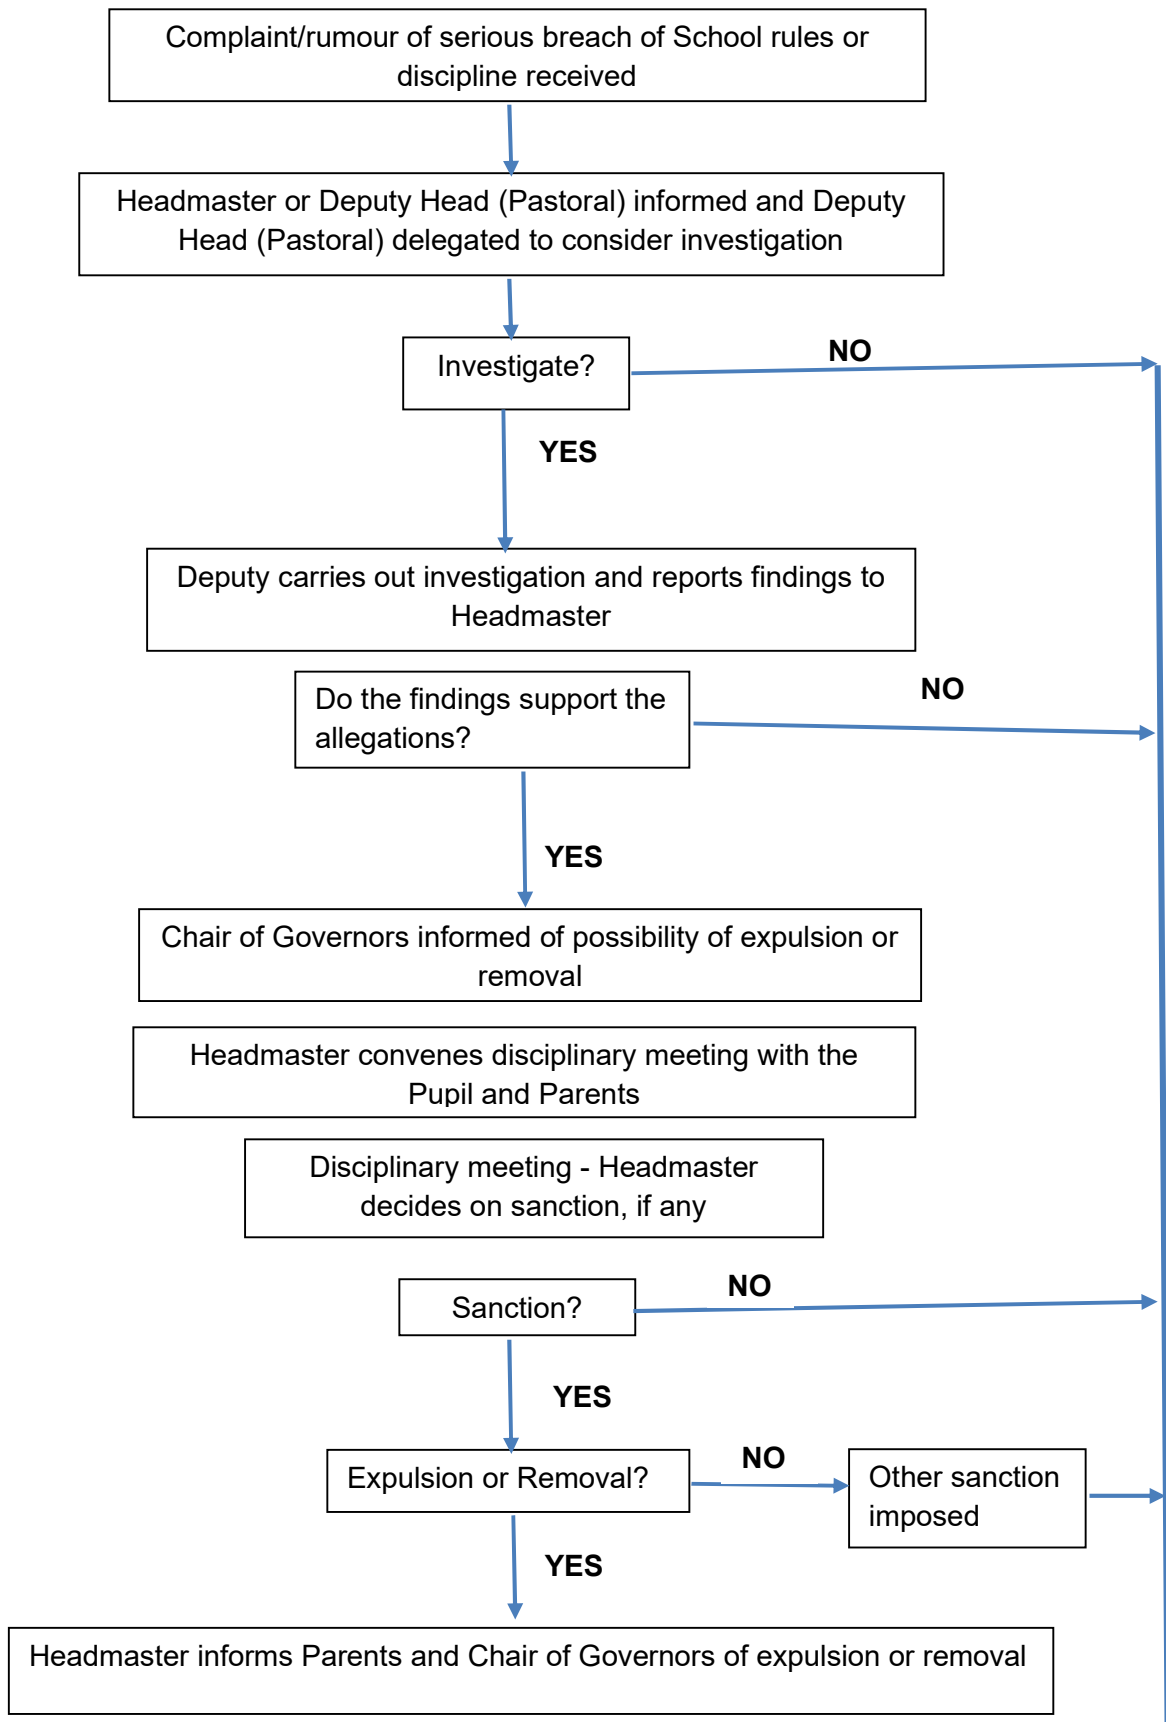 Complaint/rumour of serious breach of School rules or
discipline received
Headmaster or Deputy Head (Pastoral) informed and Deputy
Head (Pastoral) delegated to consider investigation
Investigate?
NO
YES
Deputy carries out investigation and reports findings to
Headmaster
Do the findings support the
allegations?
NO
YES
Chair of Governors informed of possibility of expulsion or
removal
Headmaster convenes disciplinary meeting with the
Pupil and Parents
Disciplinary meeting - Headmaster
decides on sanction, if any
Sanction?
NO
YES
Expulsion or Removal?
NO
Other sanction
imposed
YES
Headmaster informs Parents and Chair of Governors of expulsion or removal